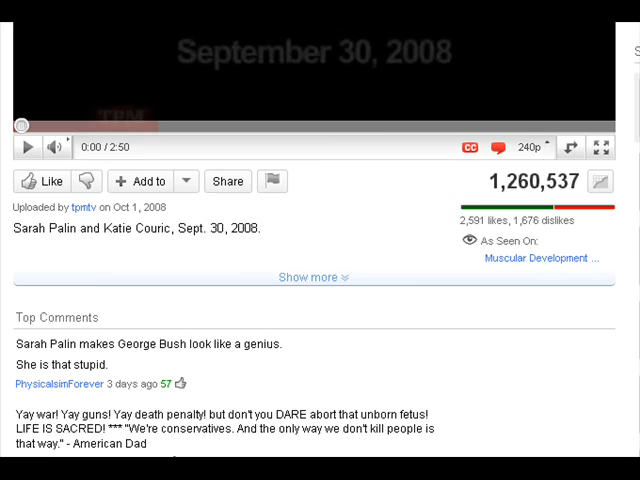 September 30, 2008
TPM
0:00 / 2:50
CC
240p
Like
Add to
Share
1,260,537
Uploaded by tpmtv on Oct 1, 2008
2,591 likes, 1,676 dislikes
Sarah Palin and Katie Couric, Sept. 30, 2008.
As Seen On:
Muscular Development ...
Show more
Top Comments
Sarah Palin makes George Bush look like a genius.
She is that stupid.
PhysicalsimForever 3 days ago 57
Yay war! Yay guns! Yay death penalty! but don't you DARE abort that unborn fetus!
LIFE IS SACRED! *** "We're conservatives. And the only way we don't kill people is
that way." - American Dad